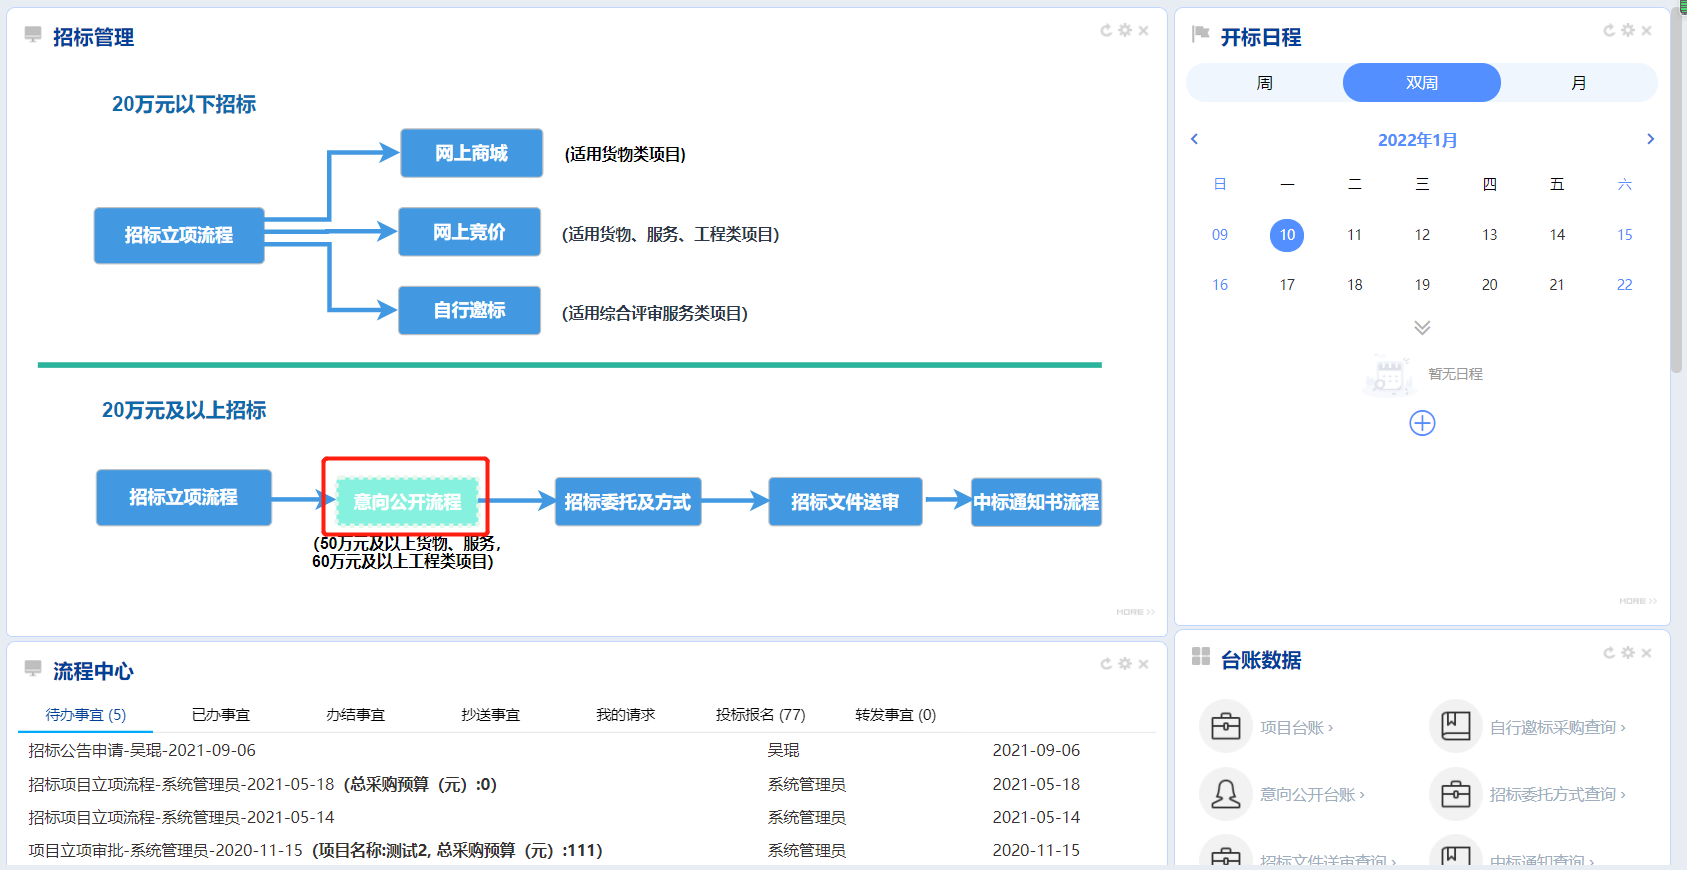 招标管理
20万元以下招标
网上商城
(适用货物类项目)
招标立项流程
网上竞价
(适用货物、服务、工程类项目)
自行邀标
(适用综合评审服务类项目)
20万元及以上招标
招标立项流程
意向公开流程
招标委托及方式
招标文件送审
中标通知书流程
(50万元及以上货物、服务,
60万元及以上工程类项目)
MORE >>
开标日程
周 双周 月
2022年1月
日 一 二 三 四 五 六
09 10 11 12 13 14 15
16 17 18 19 20 21 22
暂无日程
MORE >>
流程中心
待办事宜 (5) 已办事宜 办结事宜 抄送事宜 我的请求 投标报名 (77) 转发事宜 (0)
招标公告申请-吴琨-2021-09-06 吴琨 2021-09-06
招标项目立项流程-系统管理员-2021-05-18 (总采购预算（元）:0) 系统管理员 2021-05-18
招标项目立项流程-系统管理员-2021-05-14 系统管理员 2021-05-14
项目立项审批-系统管理员-2020-11-15 (项目名称:测试2, 总采购预算（元）:111) 系统管理员 2020-11-15
台账数据
项目台账 › 自行邀标采购查询 ›
意向公开台账 › 招标委托方式查询 ›
招标文件送审查询 › 中标通知查询 ›